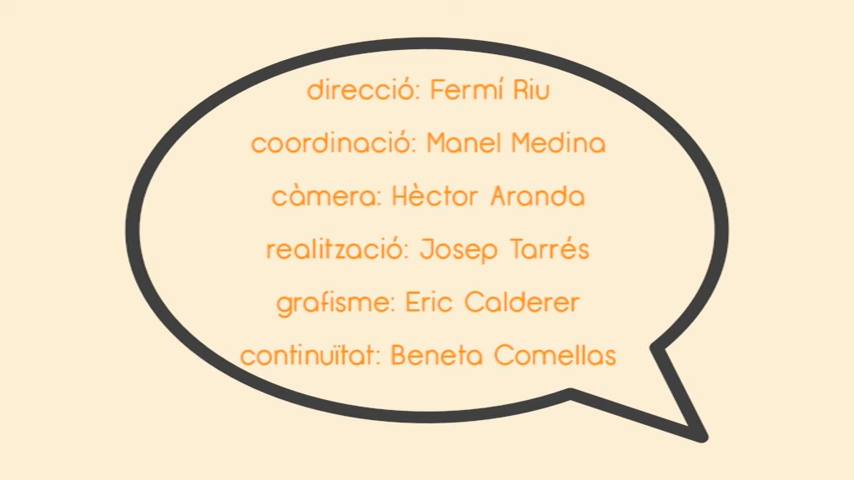 direcció: Fermí Riu
coordinació: Manel Medina
càmera: Hèctor Aranda
realització: Josep Tarrés
grafisme: Eric Calderer
continuïtat: Beneta Comellas